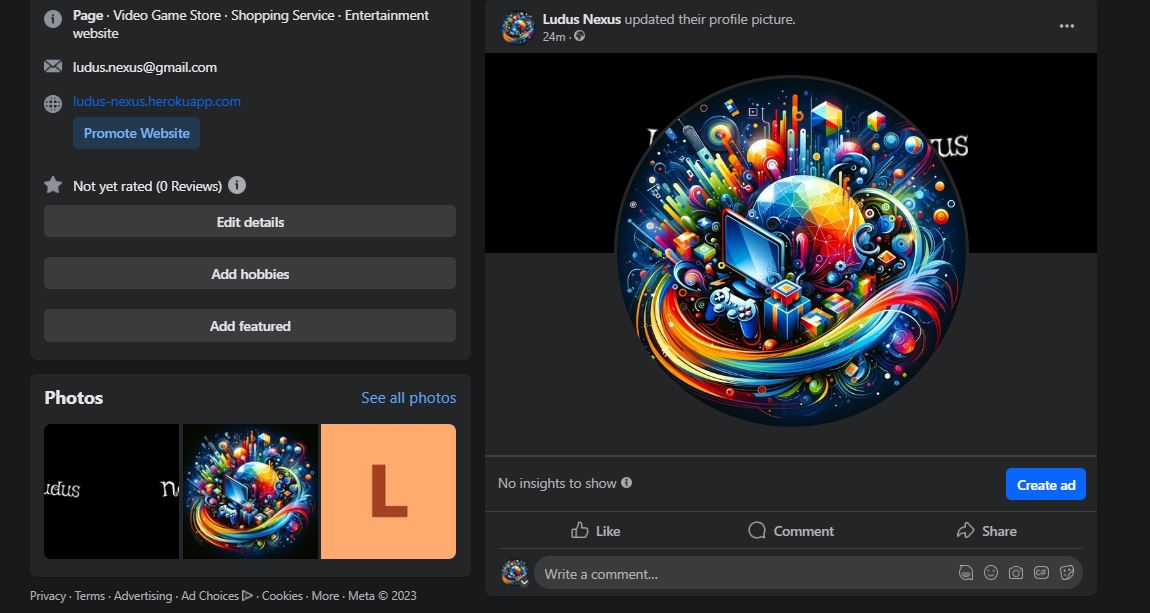 Page · Video Game Store · Shopping Service · Entertainment
website
ludus.nexus@gmail.com
ludus-nexus.herokuapp.com
Promote Website
Not yet rated (0 Reviews)
Edit details
Add hobbies
Add featured
Photos
See all photos
udus
L
Privacy · Terms · Advertising · Ad Choices · Cookies · More · Meta © 2023
Ludus Nexus updated their profile picture.
24m ·
us
No insights to show
Create ad
Like
Comment
Share
Write a comment...
GIF